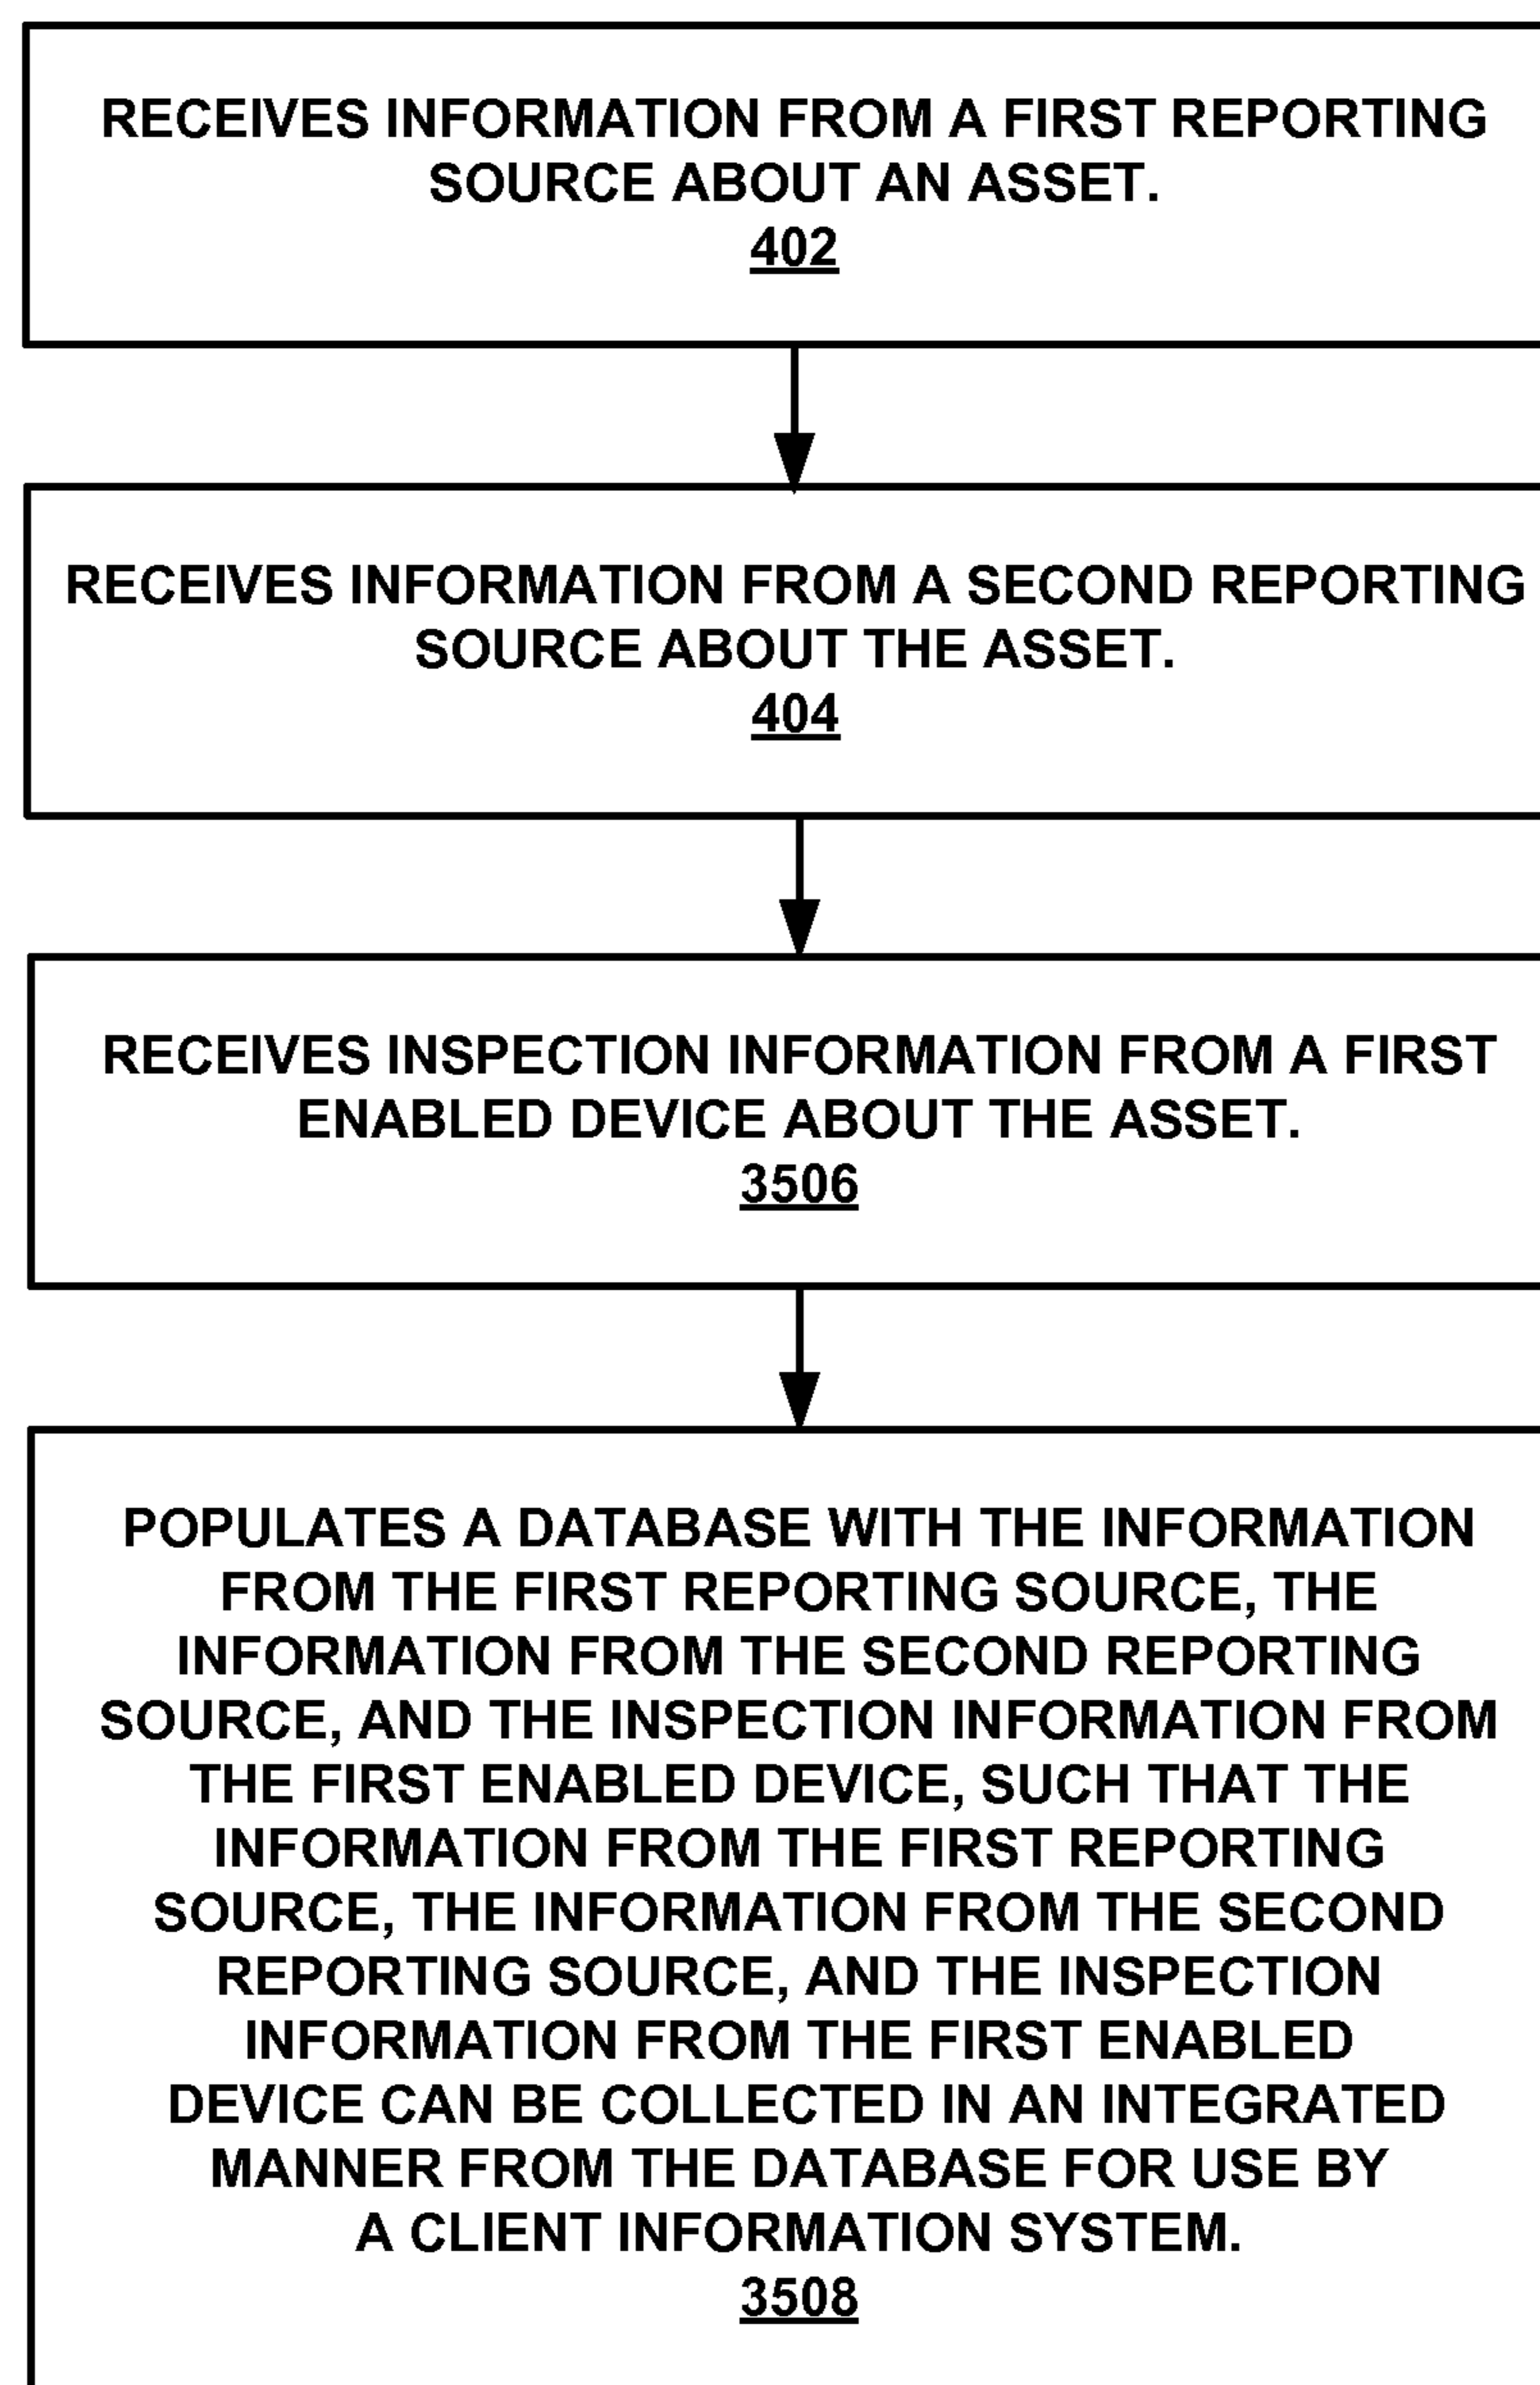 RECEIVES INFORMATION FROM A FIRST REPORTING
SOURCE ABOUT AN ASSET.
402
RECEIVES INFORMATION FROM A SECOND REPORTING
SOURCE ABOUT THE ASSET.
404
RECEIVES INSPECTION INFORMATION FROM A FIRST
ENABLED DEVICE ABOUT THE ASSET.
3506
POPULATES A DATABASE WITH THE INFORMATION
FROM THE FIRST REPORTING SOURCE, THE
INFORMATION FROM THE SECOND REPORTING
SOURCE, AND THE INSPECTION INFORMATION FROM
THE FIRST ENABLED DEVICE, SUCH THAT THE
INFORMATION FROM THE FIRST REPORTING
SOURCE, THE INFORMATION FROM THE SECOND
REPORTING SOURCE, AND THE INSPECTION
INFORMATION FROM THE FIRST ENABLED
DEVICE CAN BE COLLECTED IN AN INTEGRATED
MANNER FROM THE DATABASE FOR USE BY
A CLIENT INFORMATION SYSTEM.
3508